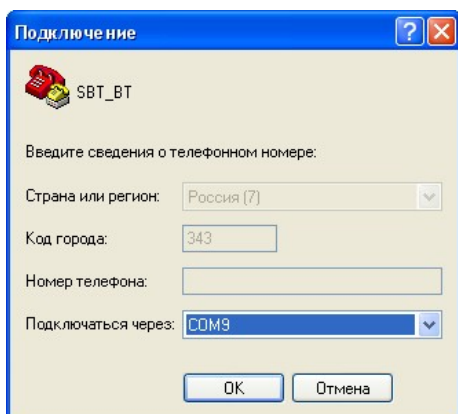 Подключение
SBT_BT
Введите сведения о телефонном номере:
Страна или регион: Россия (7)
Код города: 343
Номер телефона:
Подключаться через: COM9
OK Отмена